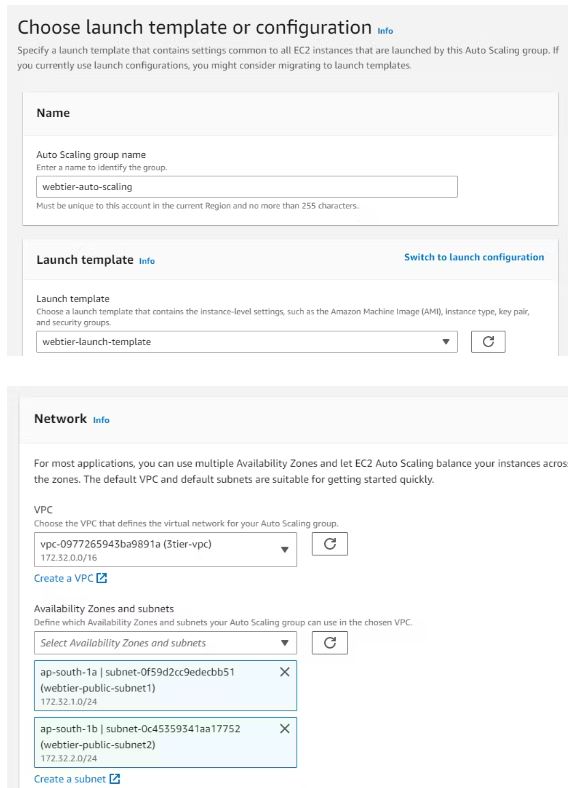 Choose launch template or configuration Info
Specify a launch template that contains settings common to all EC2 instances that are launched by this Auto Scaling group. If
you currently use launch configurations, you might consider migrating to launch templates.
Name
Auto Scaling group name
Enter a name to identify the group.
webtier-auto-scaling
Must be unique to this account in the current Region and no more than 255 characters.
Launch template Info
Switch to launch configuration
Launch template
Choose a launch template that contains the instance-level settings, such as the Amazon Machine Image (AMI), instance type, key pair,
and security groups.
webtier-launch-template
Network Info
For most applications, you can use multiple Availability Zones and let EC2 Auto Scaling balance your instances acros
the zones. The default VPC and default subnets are suitable for getting started quickly.
VPC
Choose the VPC that defines the virtual network for your Auto Scaling group.
vpc-0977265943ba9891a (3tier-vpc)
172.32.0.0/16
Create a VPC
Availability Zones and subnets
Define which Availability Zones and subnets your Auto Scaling group can use in the chosen VPC.
Select Availability Zones and subnets
ap-south-1a | subnet-0f59d2cc9edecbb51
(webtier-public-subnet1)
172.32.1.0/24
ap-south-1b | subnet-0c45359341aa17752
(webtier-public-subnet2)
172.32.2.0/24
Create a subnet